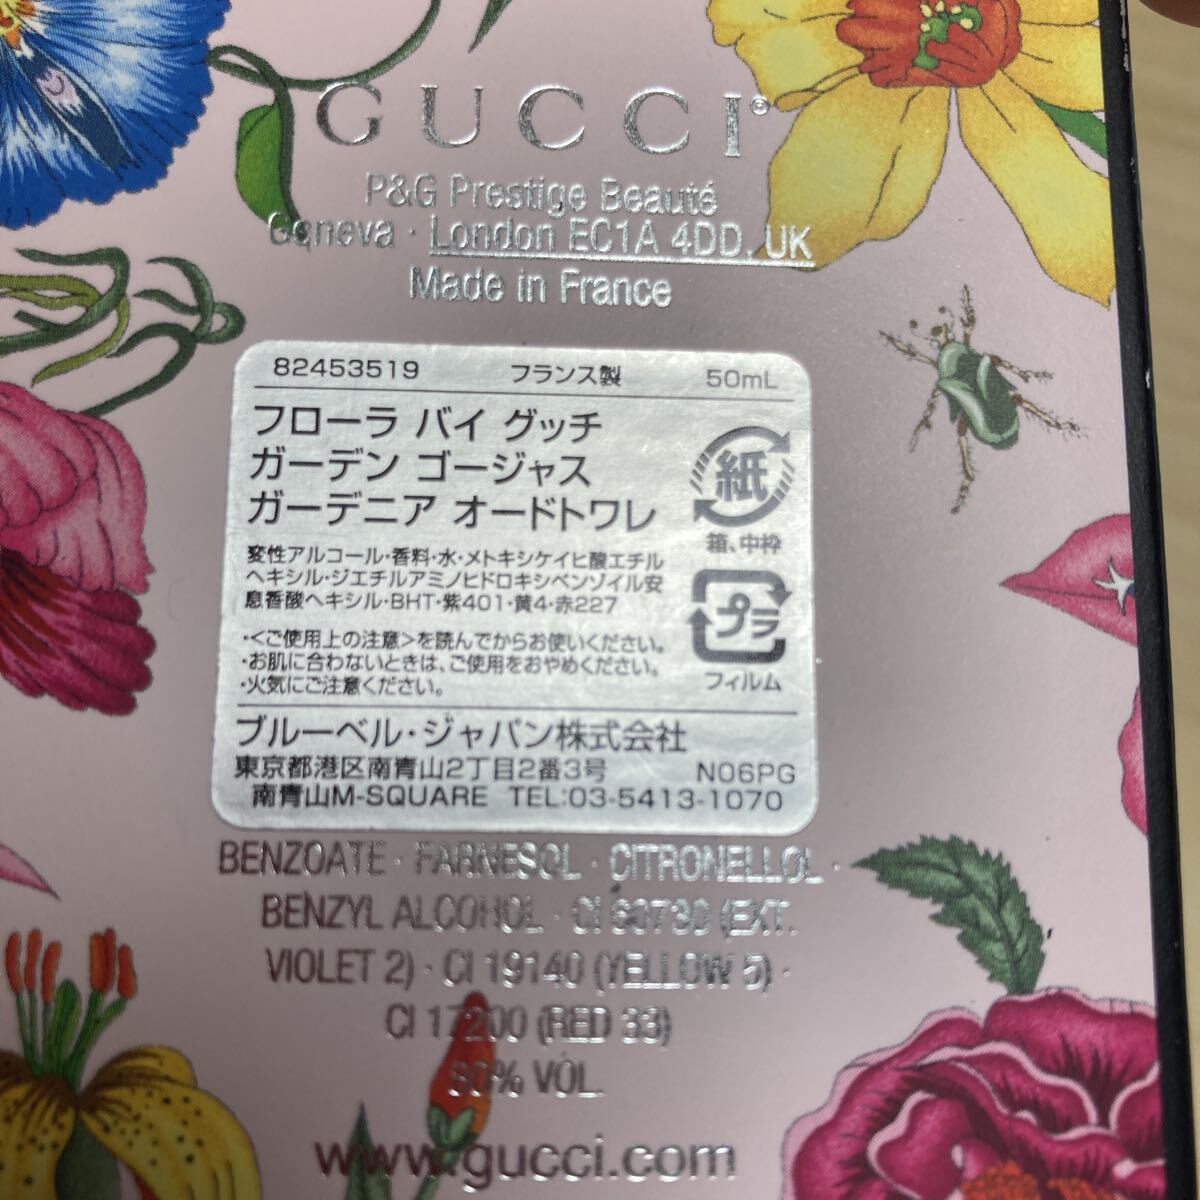 GUCCI®
P&G Prestige Beauté
Geneva · London EC1A 4DD, UK
Made in France
82453519 フランス製 50mL
フローラ バイ グッチ
ガーデン ゴージャス
ガーデニア オードトワレ
紙
箱、中枠
変性アルコール・香料・水・メトキシケイヒ酸エチル
ヘキシル・ジエチルアミノヒドロキシベンゾイル安
息香酸ヘキシル・BHT・紫401・黄4・赤227
プラ
フィルム
・<ご使用上の注意>を読んでからお使いください。
・お肌に合わないときは、ご使用をおやめください。
・火気にご注意ください。
ブルーベル・ジャパン株式会社
東京都港区南青山2丁目2番3号 N06PG
南青山M-SQUARE TEL:03-5413-1070
BENZOATE · FARNESOL · CITRONELLOL ·
BENZYL ALCOHOL · CI 60730 (EXT.
VIOLET 2) · CI 19140 (YELLOW 5) ·
CI 17200 (RED 33)
80% VOL.
www.gucci.com